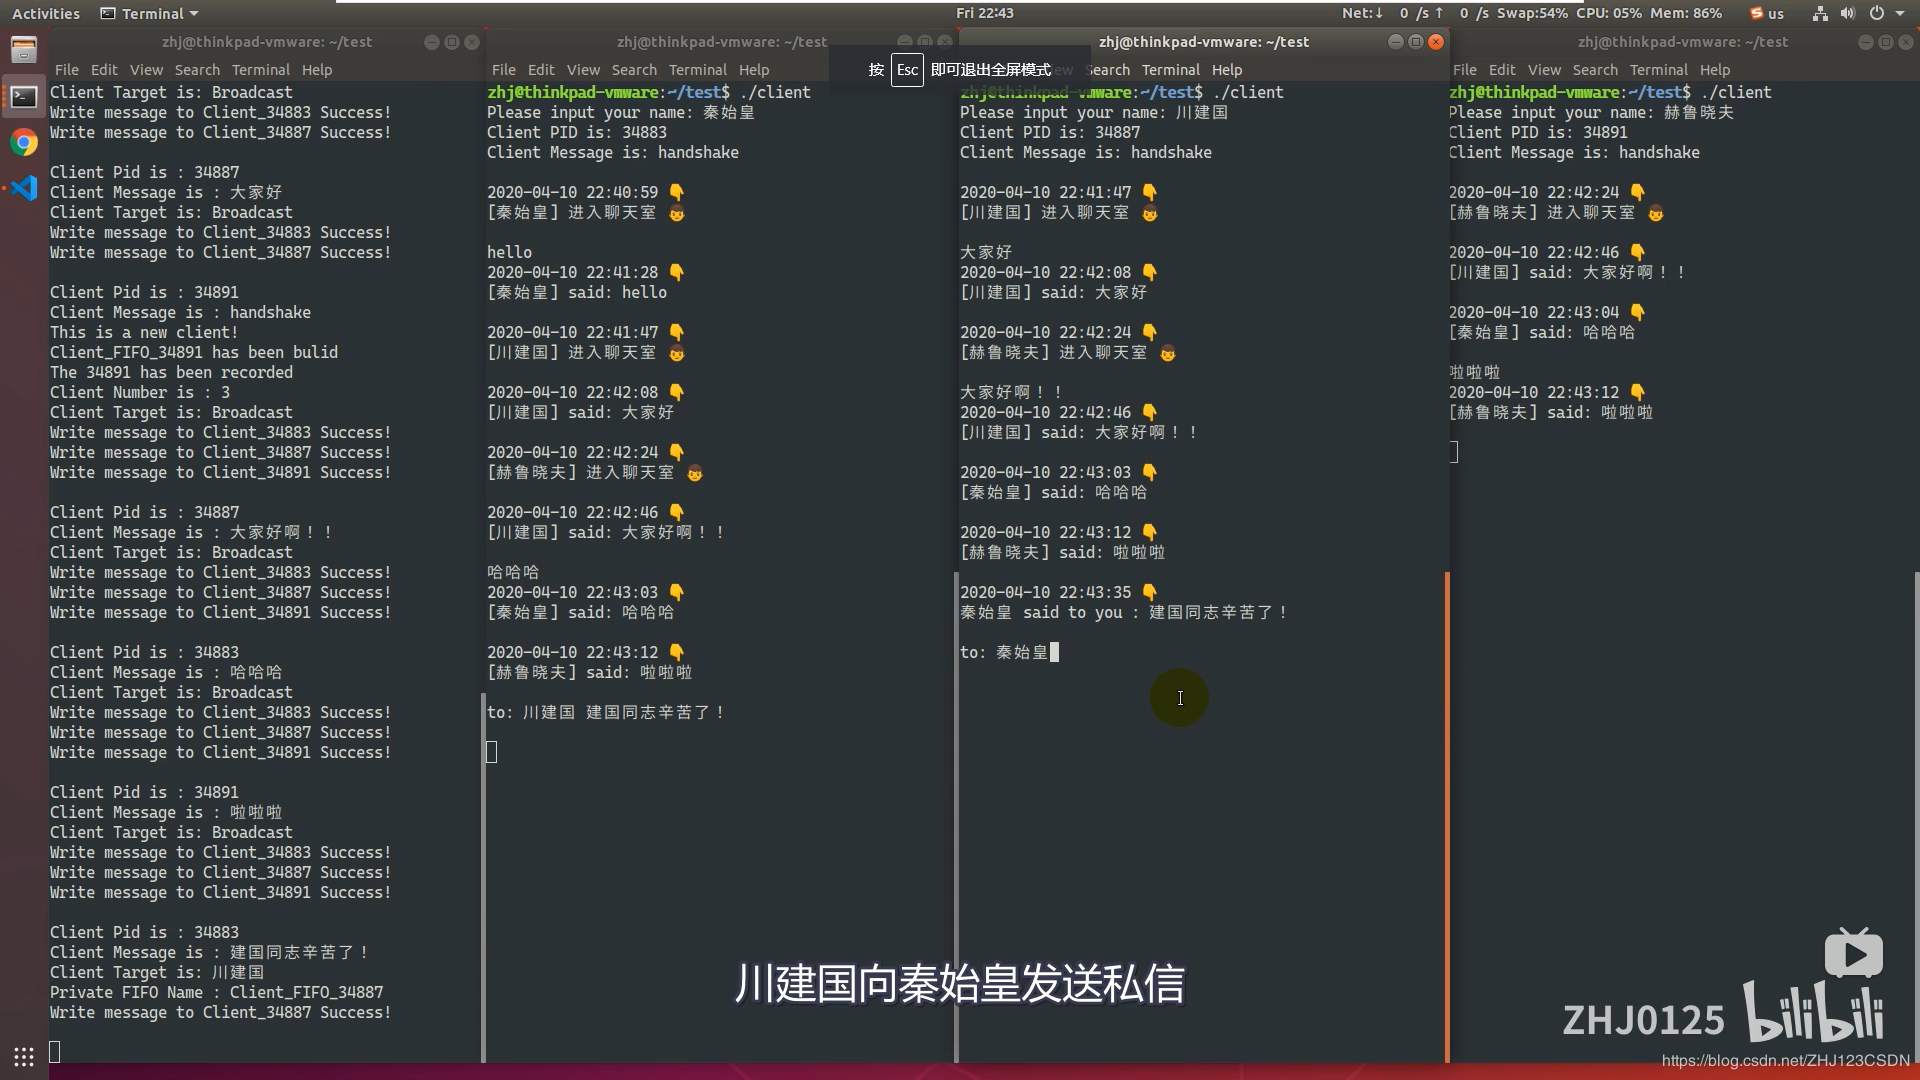 Activities Terminal Fri 22:43 Net:↓ 0 /s ↑ 0 /s Swap:54% CPU: 05% Mem: 86% us
zhj@thinkpad-vmware: ~/test
File Edit View Search Terminal Help
Client Target is: Broadcast
Write message to Client_34883 Success!
Write message to Client_34887 Success!
Client Pid is : 34887
Client Message is : 大家好
Client Target is: Broadcast
Write message to Client_34883 Success!
Write message to Client_34887 Success!
Client Pid is : 34891
Client Message is : handshake
This is a new client!
Client_FIFO_34891 has been bulid
The 34891 has been recorded
Client Number is : 3
Client Target is: Broadcast
Write message to Client_34883 Success!
Write message to Client_34887 Success!
Write message to Client_34891 Success!
Client Pid is : 34887
Client Message is : 大家好啊！！
Client Target is: Broadcast
Write message to Client_34883 Success!
Write message to Client_34887 Success!
Write message to Client_34891 Success!
Client Pid is : 34883
Client Message is : 哈哈哈
Client Target is: Broadcast
Write message to Client_34883 Success!
Write message to Client_34887 Success!
Write message to Client_34891 Success!
Client Pid is : 34891
Client Message is : 啦啦啦
Client Target is: Broadcast
Write message to Client_34883 Success!
Write message to Client_34887 Success!
Write message to Client_34891 Success!
Client Pid is : 34883
Client Message is : 建国同志辛苦了！
Client Target is: 川建国
Private FIFO Name : Client_FIFO_34887
Write message to Client_34887 Success!
zhj@thinkpad-vmware: ~/test
File Edit View Search Terminal Help
zhj@thinkpad-vmware:~/test$ ./client
Please input your name: 秦始皇
Client PID is: 34883
Client Message is: handshake
2020-04-10 22:40:59 👇
[秦始皇] 进入聊天室 👦
hello
2020-04-10 22:41:28 👇
[秦始皇] said: hello
2020-04-10 22:41:47 👇
[川建国] 进入聊天室 👦
2020-04-10 22:42:08 👇
[川建国] said: 大家好
2020-04-10 22:42:24 👇
[赫鲁晓夫] 进入聊天室 👦
2020-04-10 22:42:46 👇
[川建国] said: 大家好啊！！
哈哈哈
2020-04-10 22:43:03 👇
[秦始皇] said: 哈哈哈
2020-04-10 22:43:12 👇
[赫鲁晓夫] said: 啦啦啦
to: 川建国 建国同志辛苦了！
按 Esc 即可退出全屏模式
zhj@thinkpad-vmware: ~/test
Search Terminal Help
zhj@thinkpad-vmware:~/test$ ./client
Please input your name: 川建国
Client PID is: 34887
Client Message is: handshake
2020-04-10 22:41:47 👇
[川建国] 进入聊天室 👦
大家好
2020-04-10 22:42:08 👇
[川建国] said: 大家好
2020-04-10 22:42:24 👇
[赫鲁晓夫] 进入聊天室 👦
大家好啊！！
2020-04-10 22:42:46 👇
[川建国] said: 大家好啊！！
2020-04-10 22:43:03 👇
[秦始皇] said: 哈哈哈
2020-04-10 22:43:12 👇
[赫鲁晓夫] said: 啦啦啦
2020-04-10 22:43:35 👇
秦始皇 said to you : 建国同志辛苦了！
to: 秦始皇
zhj@thinkpad-vmware: ~/test
File Edit View Search Terminal Help
zhj@thinkpad-vmware:~/test$ ./client
Please input your name: 赫鲁晓夫
Client PID is: 34891
Client Message is: handshake
2020-04-10 22:42:24 👇
[赫鲁晓夫] 进入聊天室 👦
2020-04-10 22:42:46 👇
[川建国] said: 大家好啊！！
2020-04-10 22:43:04 👇
[秦始皇] said: 哈哈哈
啦啦啦
2020-04-10 22:43:12 👇
[赫鲁晓夫] said: 啦啦啦
川建国向秦始皇发送私信
ZHJ0125 bilibili
https://blog.csdn.net/ZHJ123CSDN